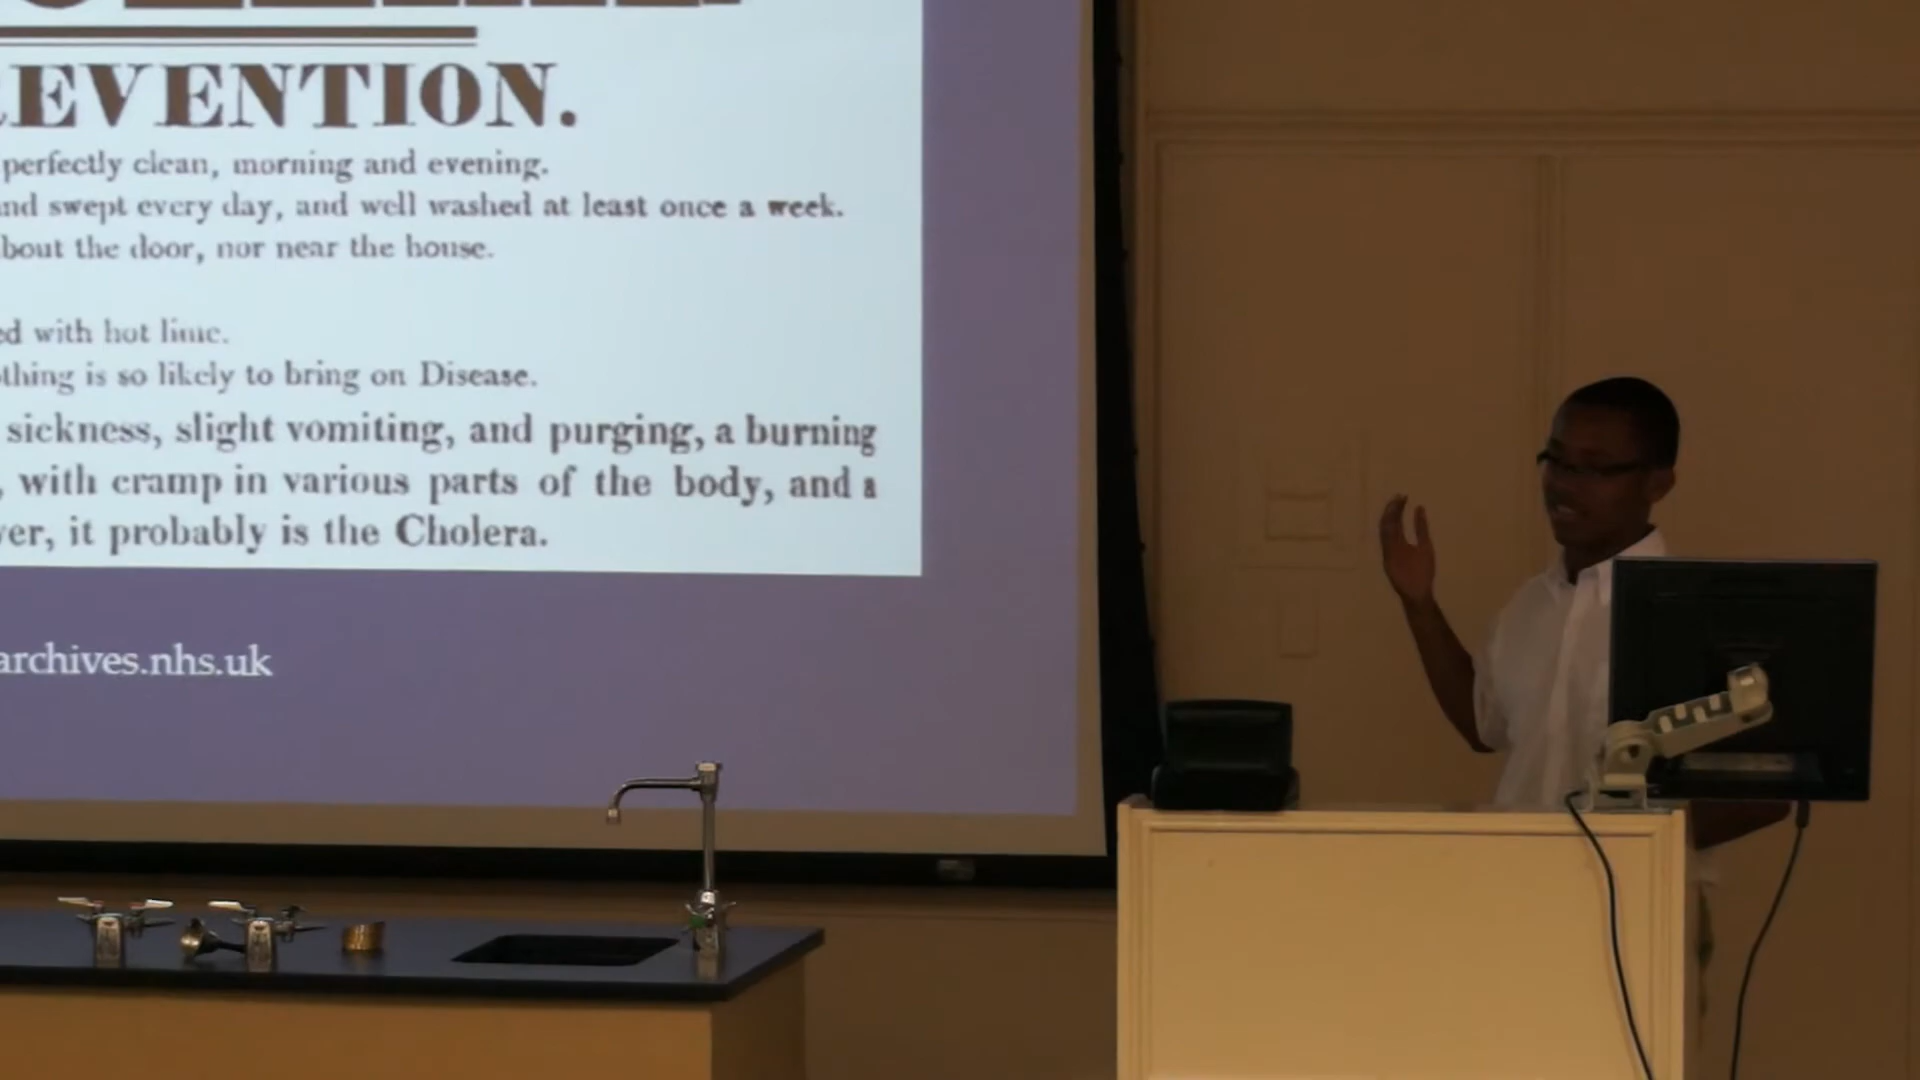 REVENTION.
perfectly clean, morning and evening.
and swept every day, and well washed at least once a week.
bout the door, nor near the house.
ed with hot lime.
thing is so likely to bring on Disease.
sickness, slight vomiting, and purging, a burning
, with cramp in various parts of the body, and a
ver, it probably is the Cholera.
archives.nhs.uk